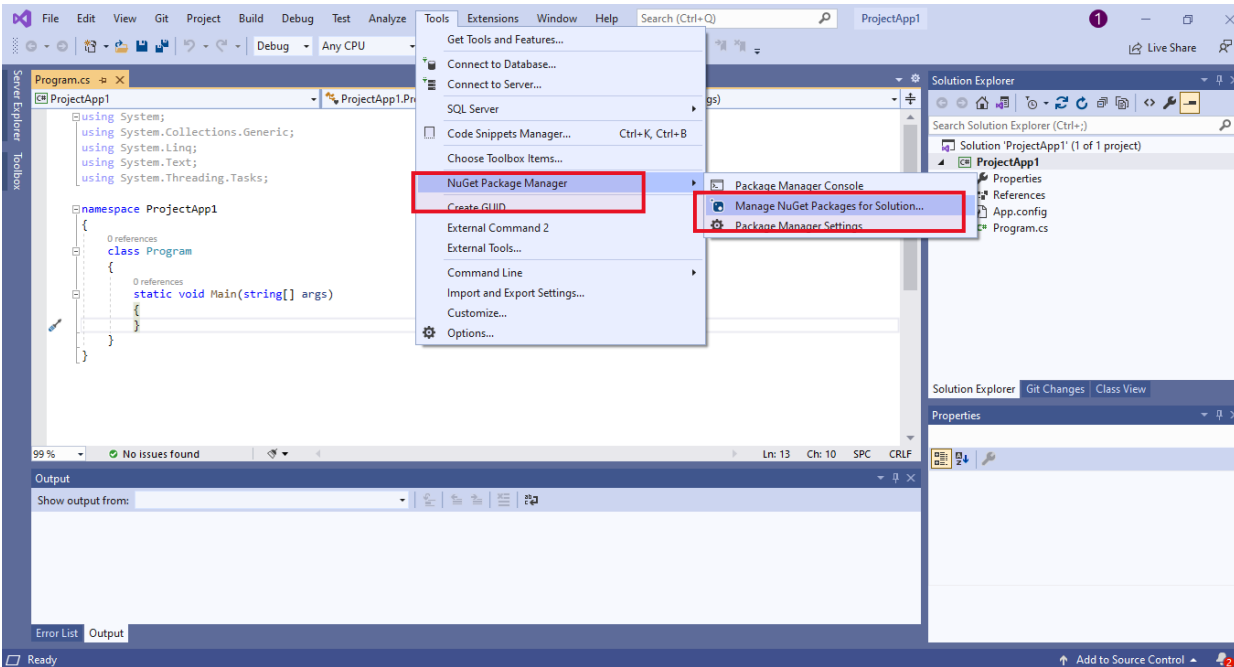 File Edit View Git Project Build Debug Test Analyze Tools Extensions Window Help Search (Ctrl+Q) ProjectApp1 1
Debug Any CPU Live Share
Server Explorer
Toolbox
Program.cs
ProjectApp1 ProjectApp1.Pr gs)
using System;
using System.Collections.Generic;
using System.Linq;
using System.Text;
using System.Threading.Tasks;
namespace ProjectApp1
{
0 references
class Program
{
0 references
static void Main(string[] args)
{
}
}
}
99 % No issues found Ln: 13 Ch: 10 SPC CRLF
Get Tools and Features...
Connect to Database...
Connect to Server...
SQL Server
Code Snippets Manager... Ctrl+K, Ctrl+B
Choose Toolbox Items...
NuGet Package Manager
Create GUID
External Command 2
External Tools...
Command Line
Import and Export Settings...
Customize...
Options...
Package Manager Console
Manage NuGet Packages for Solution...
Package Manager Settings
Solution Explorer
Search Solution Explorer (Ctrl+;)
Solution 'ProjectApp1' (1 of 1 project)
C# ProjectApp1
Properties
References
App.config
Program.cs
Solution Explorer Git Changes Class View
Properties
Output
Show output from:
Error List Output
Ready Add to Source Control 2